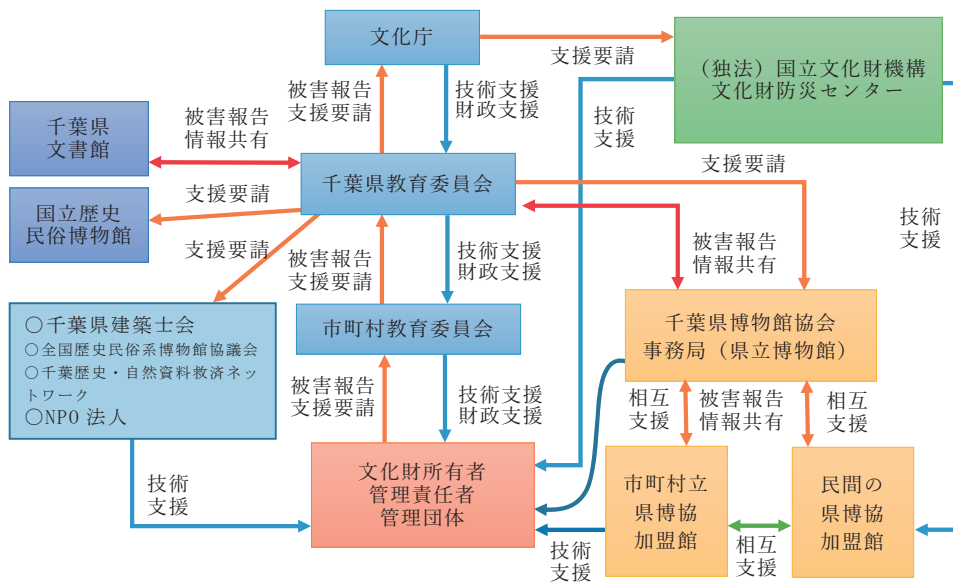 文化庁
支援要請
（独法）国立文化財機構
文化財防災センター
被害報告
支援要請
技術支援
財政支援
技術
支援
千葉県
文書館
被害報告
情報共有
千葉県教育委員会
支援要請
国立歴史
民俗博物館
支援要請
支援要請
被害報告
支援要請
技術支援
財政支援
被害報告
情報共有
技術
支援
○千葉県建築士会
○全国歴史民俗系博物館協議会
○千葉歴史・自然資料救済ネッ
トワーク
○NPO 法人
市町村教育委員会
千葉県博物館協会
事務局（県立博物館）
被害報告
支援要請
技術支援
財政支援
相互
支援
被害報告
情報共有
相互
支援
文化財所有者
管理責任者
管理団体
技術
支援
市町村立
県博協
加盟館
民間の
県博協
加盟館
技術
支援
相互
支援